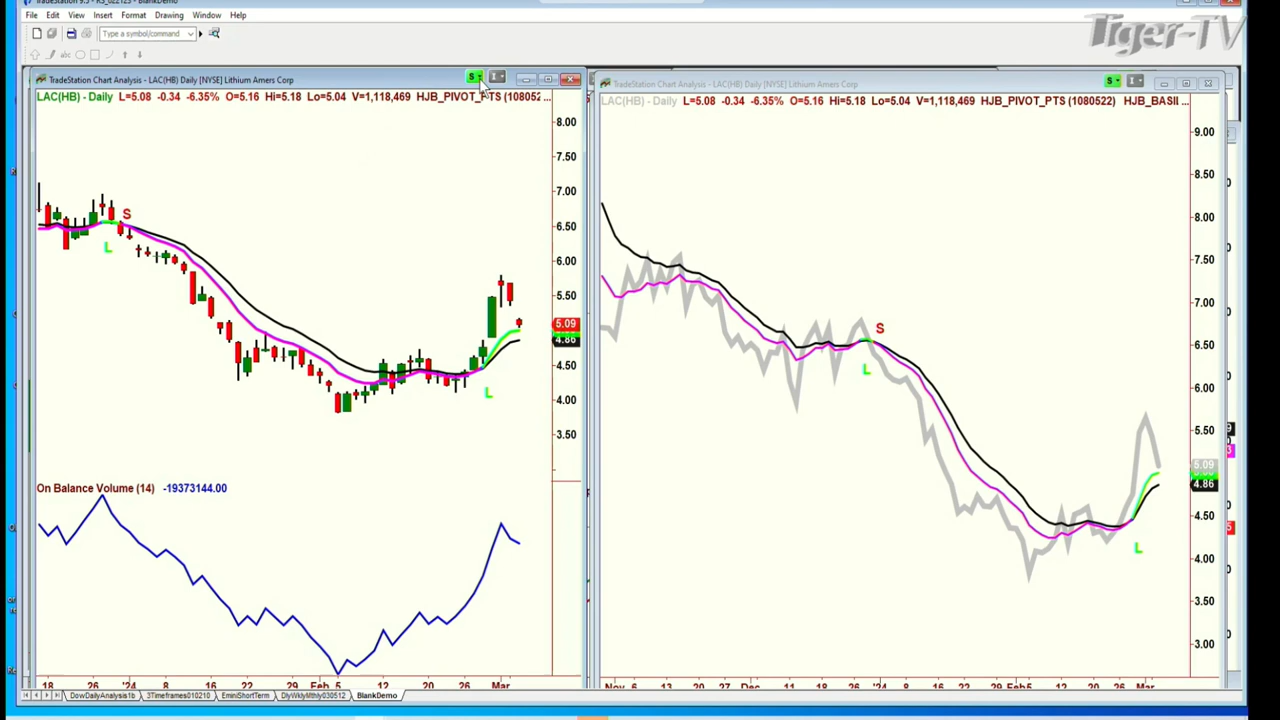 TradeStation 9.5 - RS_022123 - BlankDemo
File Edit View Insert Format Drawing Window Help
Tiger-TV
Type a symbol/command
abc
TradeStation Chart Analysis - LAC(HB) Daily [NYSE] Lithium Amers Corp
S I
LAC(HB) - Daily L=5.08 -0.34 -6.35% O=5.16 Hi=5.18 Lo=5.04 V=1,118,469 HJB_PIVOT_PTS (108052 ...
8.00
7.50
7.00
6.50
6.00
5.50
5.09
4.86
4.50
4.00
3.50
S
L
L
On Balance Volume (14) -19373144.00
18 26 '24 8 16 22 29 Feb 5 12 20 26 Mar
TradeStation Chart Analysis - LAC(HB) Daily [NYSE] Lithium Amers Corp
S I
LAC(HB) - Daily L=5.08 -0.34 -6.35% O=5.16 Hi=5.18 Lo=5.04 V=1,118,469 HJB_PIVOT_PTS (1080522) HJB_BASII ...
9.00
8.50
8.00
7.50
7.00
6.50
6.00
5.50
5.09
4.86
4.50
4.00
3.50
3.00
S
L
L
Nov 6 13 20 27 Dec 11 18 26 '24 8 16 22 29 Feb 5 12 20 26 Mar
DowDailyAnalysis1b 3Timeframes010210 EminiShortTerm DlyWklyMthly030512 BlankDemo